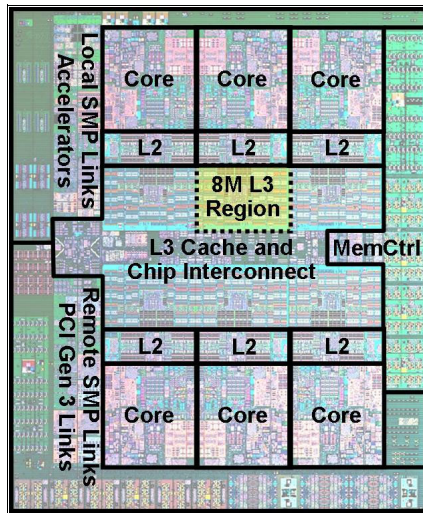 Local SMP Links
Accelerators
Core
Core
Core
L2
L2
L2
8M L3
Region
L3 Cache and
Chip Interconnect
MemCtrl
Remote SMP Links
PCI Gen 3 Links
L2
L2
L2
Core
Core
Core